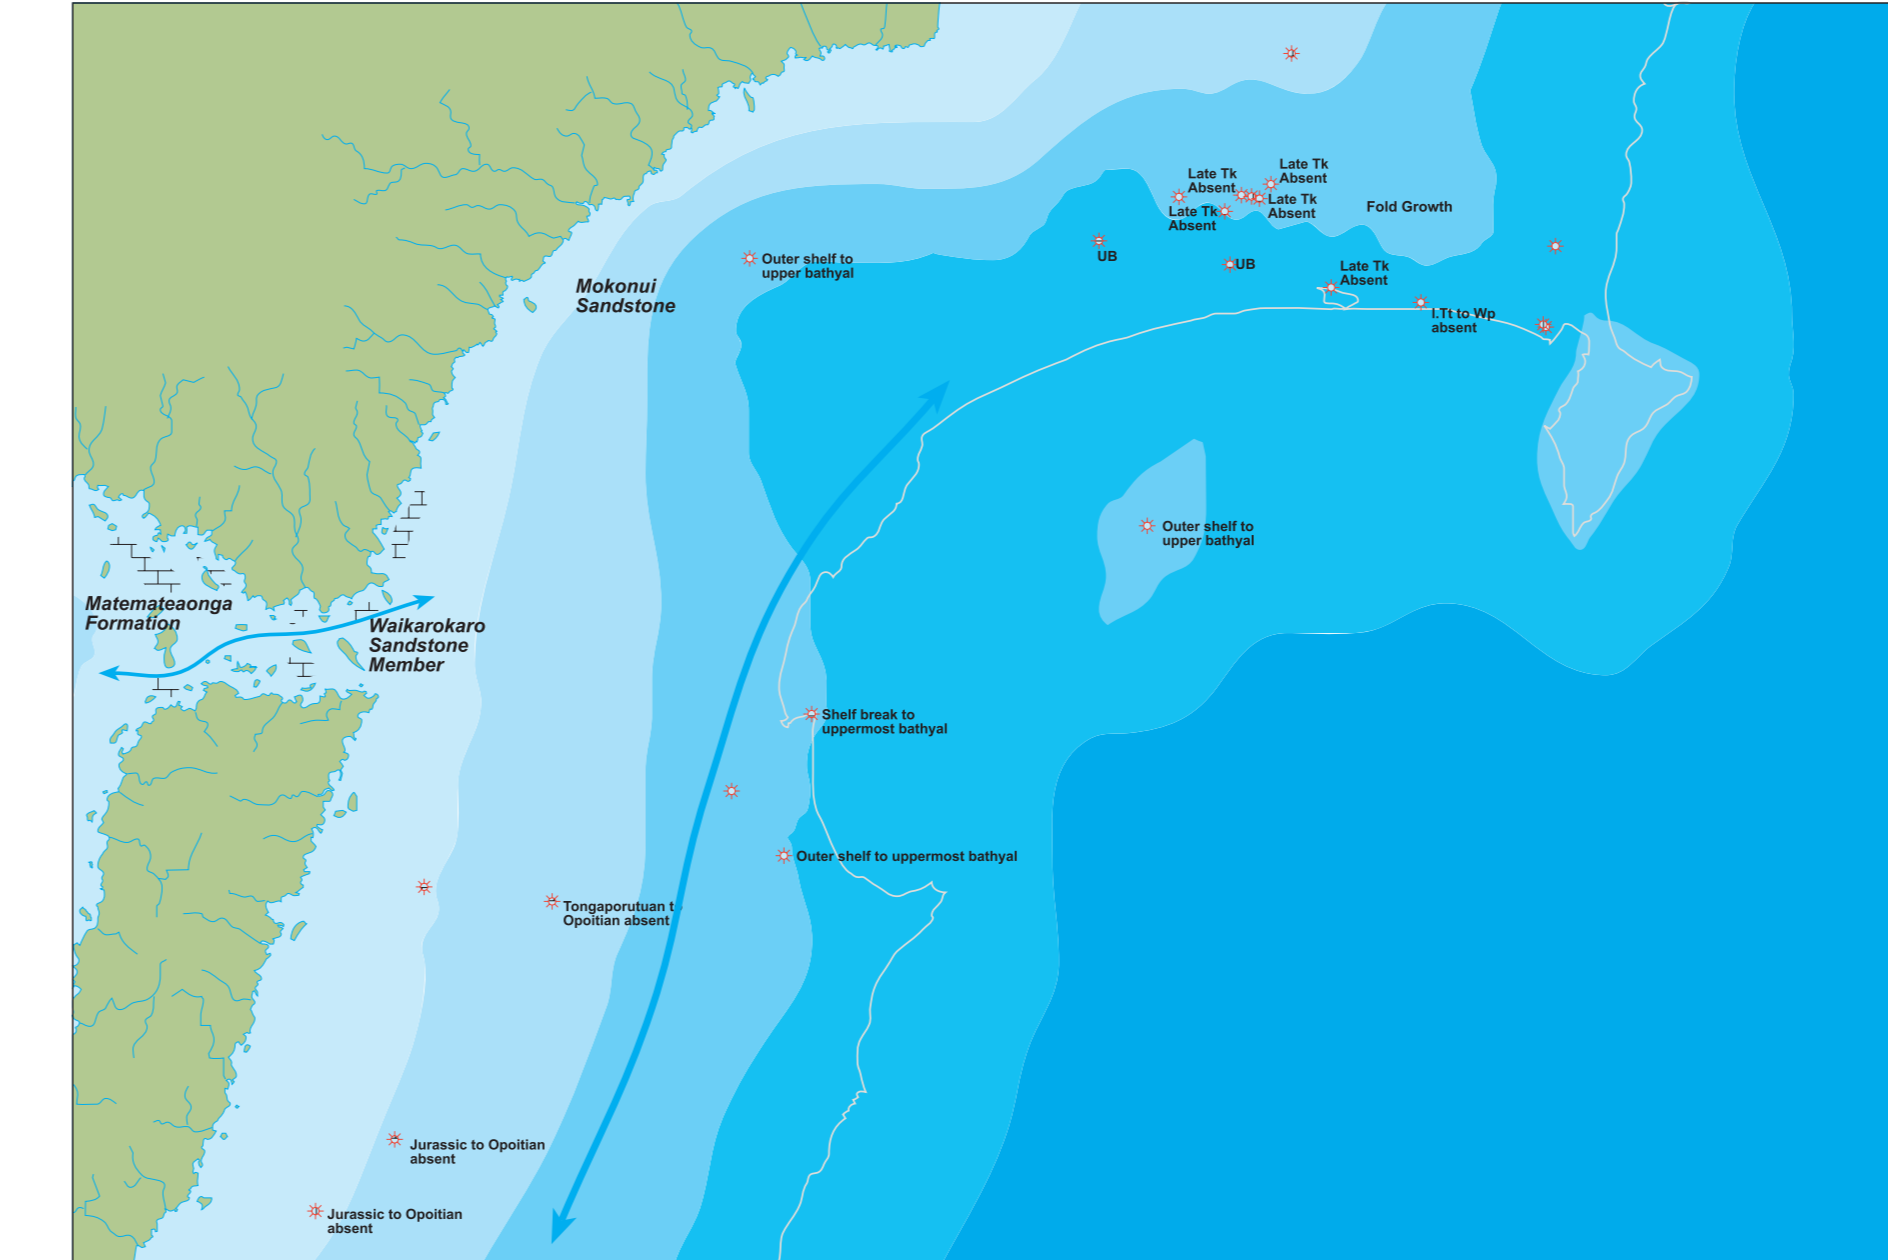 Late Tk
Absent
Late Tk
Absent
Late Tk
Absent
Late Tk
Absent
Fold Growth
UB
UB
Outer shelf to
upper bathyal
Late Tk
Absent
Mokonui
Sandstone
l.Tt to Wp
absent
Outer shelf to
upper bathyal
Matemateaonga
Formation
Waikarokaro
Sandstone
Member
Shelf break to
uppermost bathyal
Outer shelf to uppermost bathyal
Tongaporutuan t
Opoitian absent
Jurassic to Opoitian
absent
Jurassic to Opoitian
absent